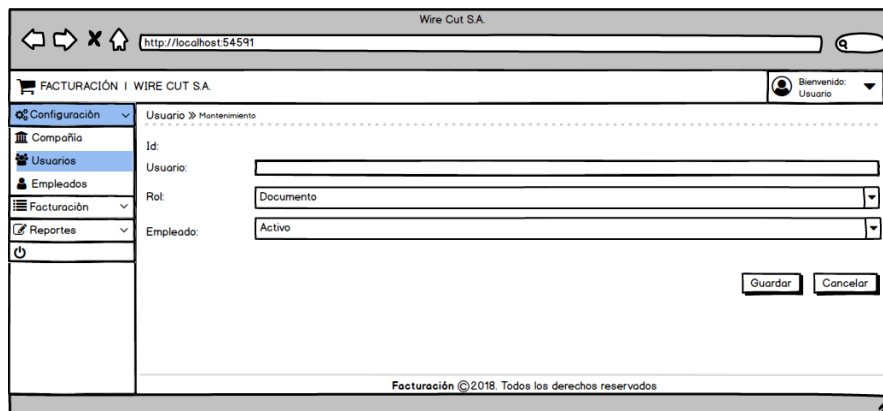 Wire Cut S.A.
http://localhost:54591
FACTURACIÓN | WIRE CUT S.A.
Bienvenido:
Usuario
Configuración
Usuario » Mantenimiento
Compañía
Usuarios
Empleados
Facturación
Reportes
Id:
Usuario:
Rol:
Documento
Empleado:
Activo
Guardar
Cancelar
Facturación ©2018. Todos los derechos reservados